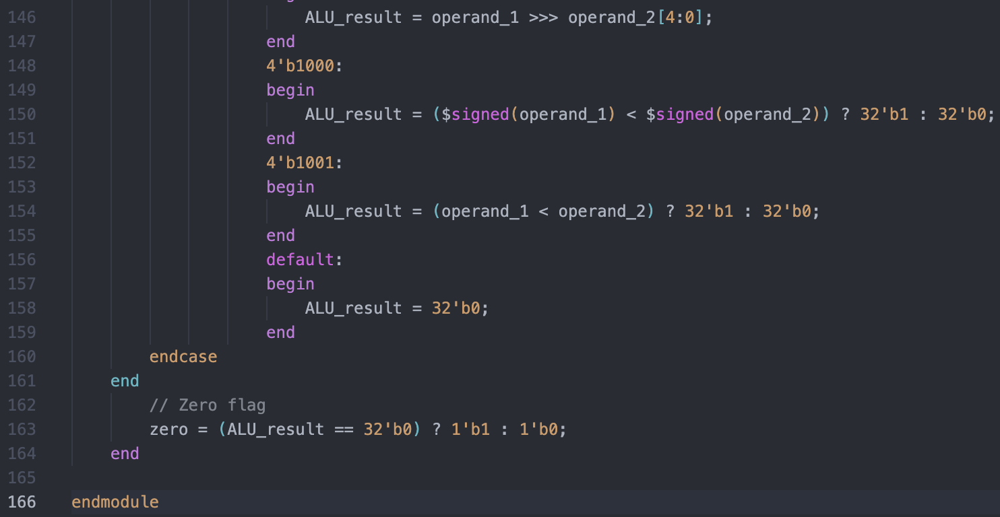 146 ALU_result = operand_1 >>> operand_2[4:0];
147 end
148 4'b1000:
149 begin
150 ALU_result = ($signed(operand_1) < $signed(operand_2)) ? 32'b1 : 32'b0;
151 end
152 4'b1001:
153 begin
154 ALU_result = (operand_1 < operand_2) ? 32'b1 : 32'b0;
155 end
156 default:
157 begin
158 ALU_result = 32'b0;
159 end
160 endcase
161 end
162 // Zero flag
163 zero = (ALU_result == 32'b0) ? 1'b1 : 1'b0;
164 end
165
166 endmodule